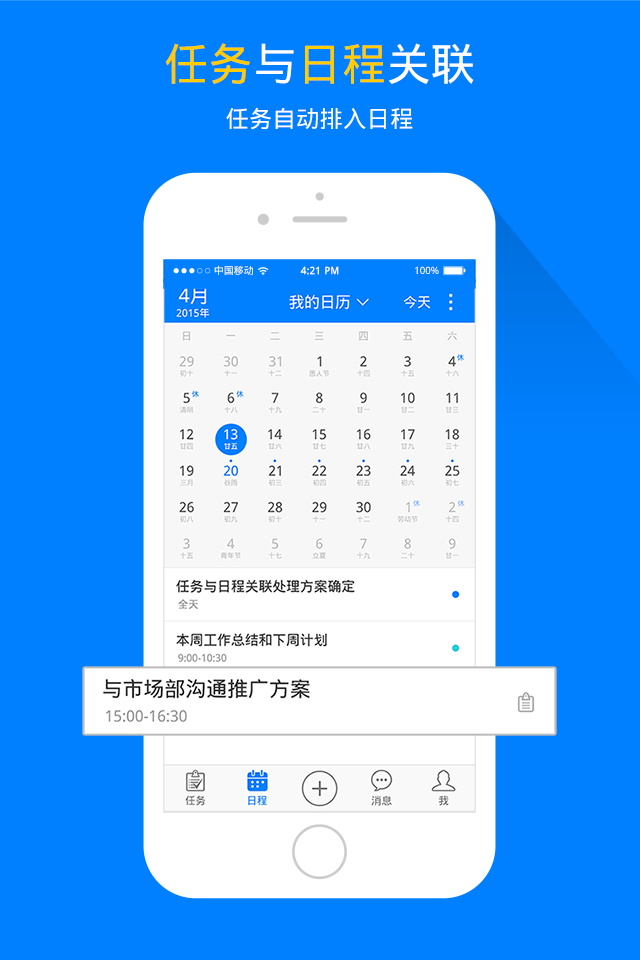 任务与日程关联
任务自动排入日程
中国移动 4:21 PM 100%
4月 我的日历 今天
2015年
日 一 二 三 四 五 六
29 30 31 1 2 3 4休
初十 十一 十二 愚人节 十四 十五 十六
5休 6休 7 8 9 10 11
清明 十八 十九 二十 廿一 廿二 廿三
12 13 14 15 16 17 18
廿四 廿五 廿六 廿七 廿八 廿九 三十
19 20 21 22 23 24 25
三月 谷雨 初三 初四 初五 初六 初七
26 27 28 29 30 1休 2休
初八 初九 初十 十一 十二 劳动节 十四
3 4 5 6 7 8 9
十五 青年节 十七 立夏 十九 二十 廿一
任务与日程关联处理方案确定
全天
本周工作总结和下周计划
9:00-10:30
与市场部沟通推广方案
15:00-16:30
任务 日程 消息 我